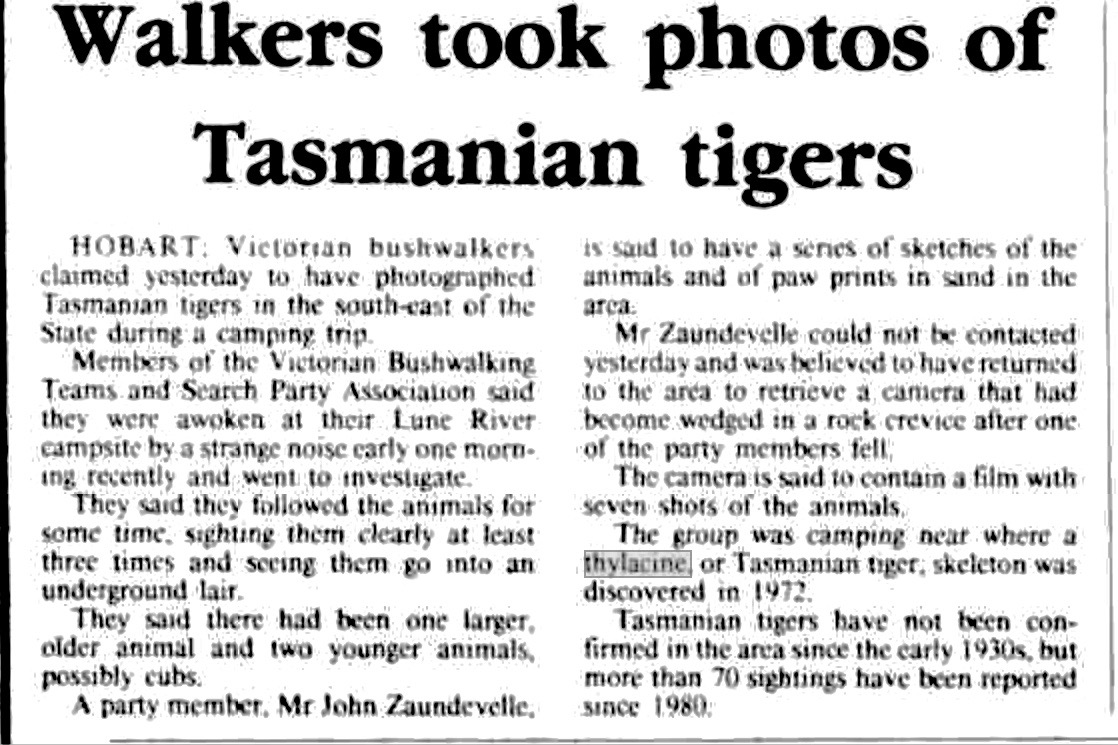 Walkers took photos of
Tasmanian tigers
HOBART: Victorian bushwalkers
claimed yesterday to have photographed
Tasmanian tigers in the south-east of the
State during a camping trip.
Members of the Victorian Bushwalking
Teams and Search Party Association said
they were awoken at their Lune River
campsite by a strange noise early one morn-
ing recently and went to investigate.
They said they followed the animals for
some time, sighting them clearly at least
three times and seeing them go into an
underground lair.
They said there had been one larger,
older animal and two younger animals,
possibly cubs.
A party member, Mr John Zaundevelle,
is said to have a series of sketches of the
animals and of paw prints in sand in the
area.
Mr Zaundevelle could not be contacted
yesterday and was believed to have returned
to the area to retrieve a camera that had
become wedged in a rock crevice after one
of the party members fell.
The camera is said to contain a film with
seven shots of the animals.
The group was camping near where a
thylacine, or Tasmanian tiger, skeleton was
discovered in 1972.
Tasmanian tigers have not been con-
firmed in the area since the early 1930s, but
more than 70 sightings have been reported
since 1980.